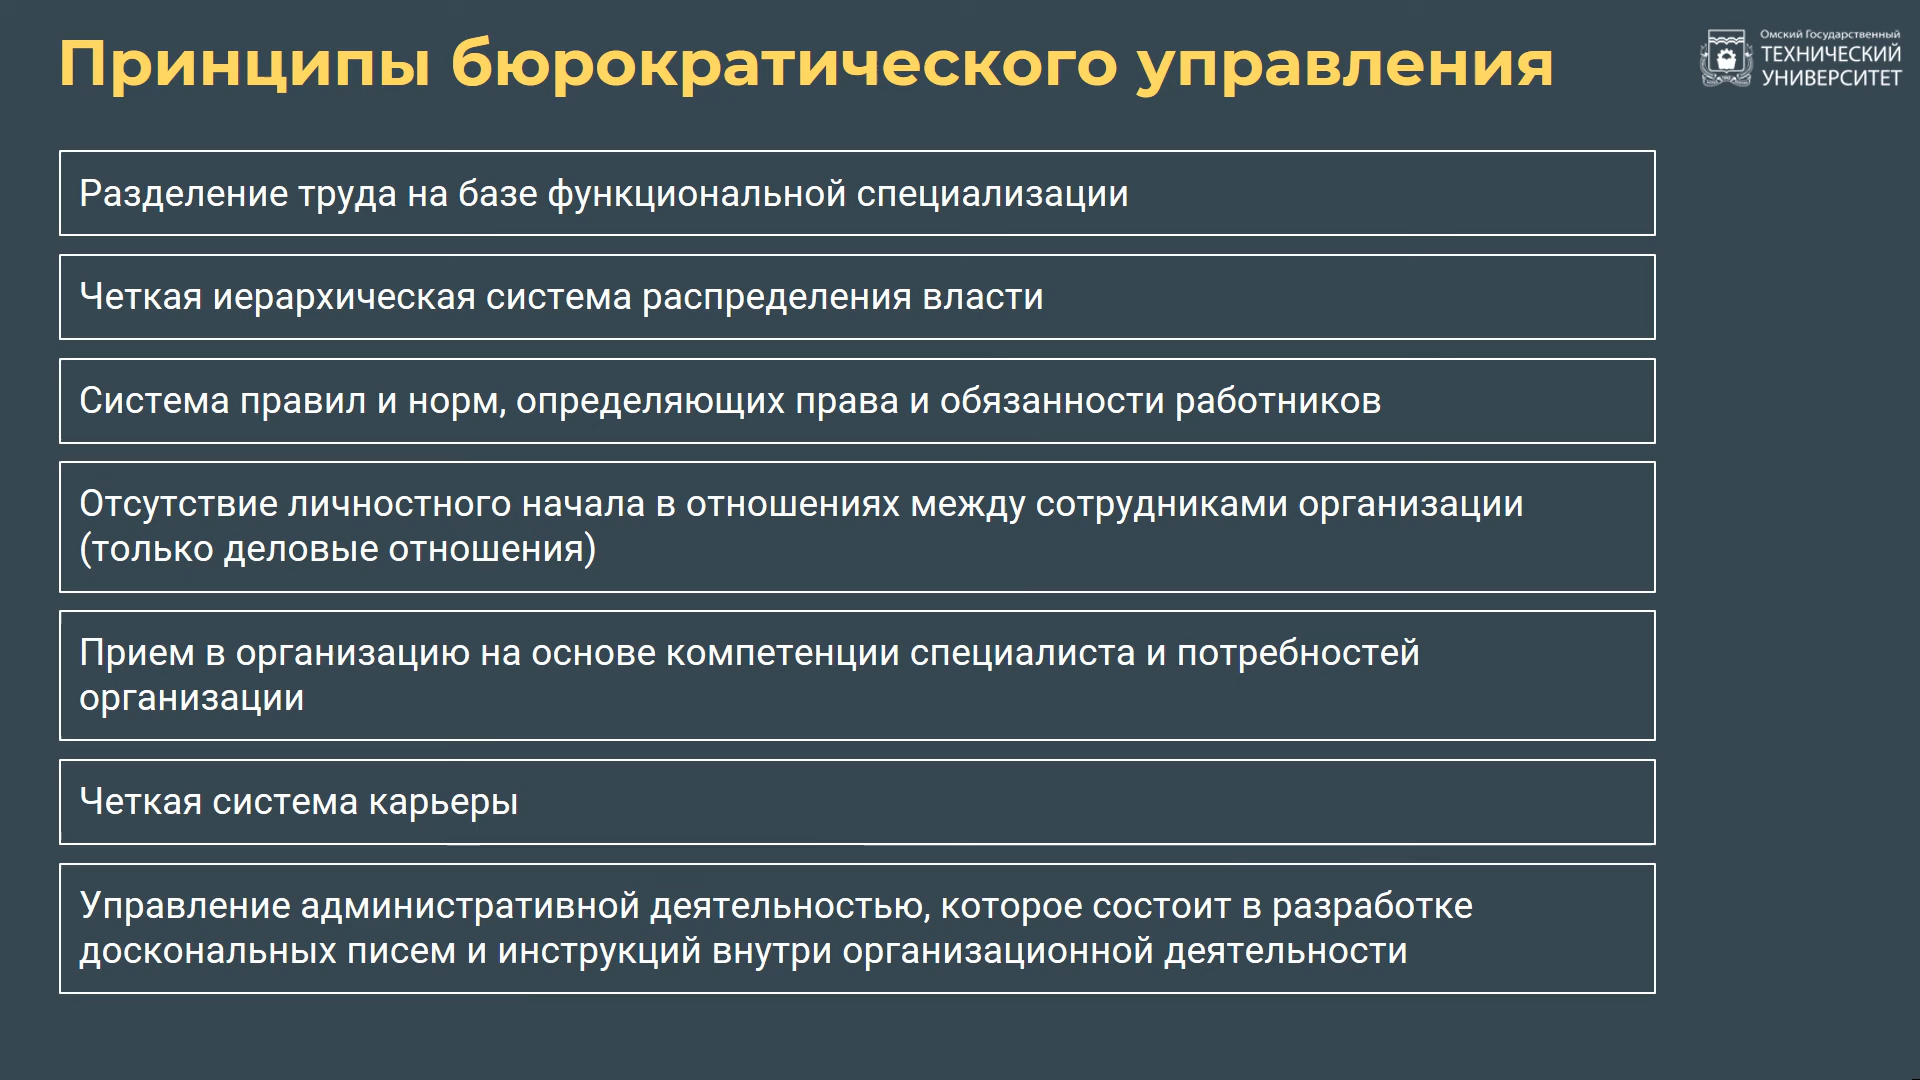 Принципы бюрократического управления
Омский Государственный
ТЕХНИЧЕСКИЙ
УНИВЕРСИТЕТ
Разделение труда на базе функциональной специализации
Четкая иерархическая система распределения власти
Система правил и норм, определяющих права и обязанности работников
Отсутствие личностного начала в отношениях между сотрудниками организации
(только деловые отношения)
Прием в организацию на основе компетенции специалиста и потребностей
организации
Четкая система карьеры
Управление административной деятельностью, которое состоит в разработке
доскональных писем и инструкций внутри организационной деятельности